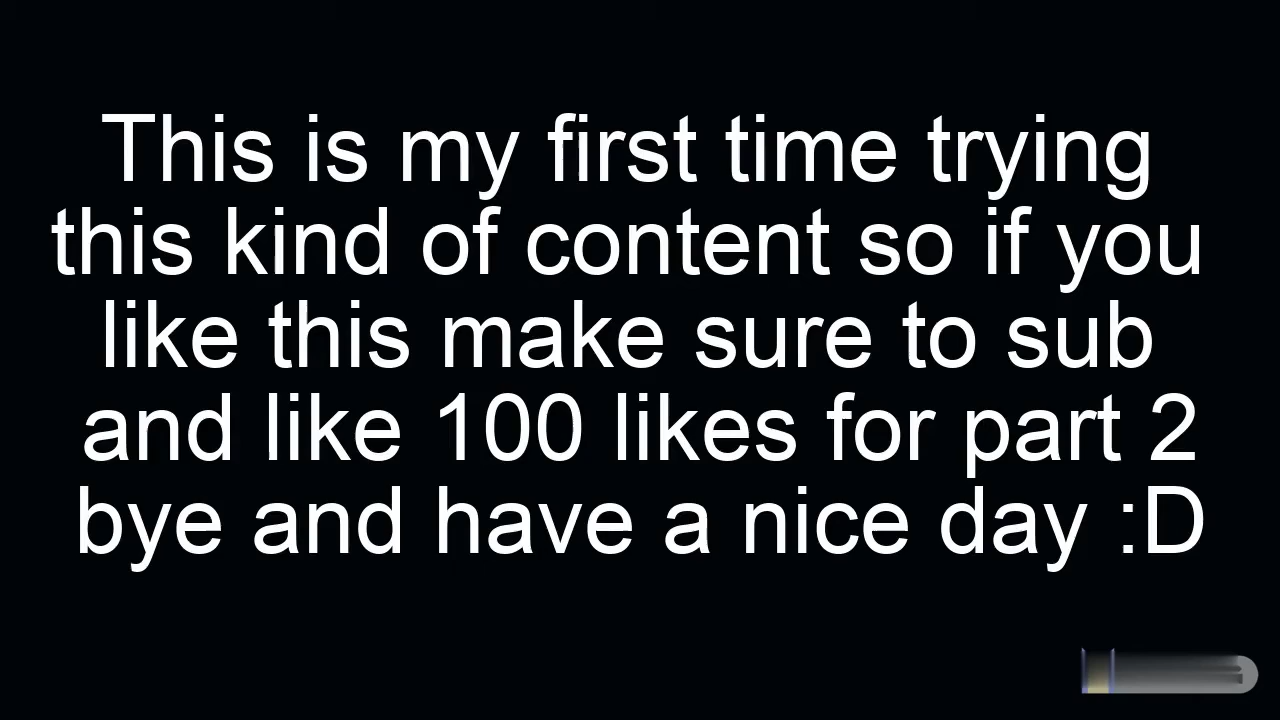 This is my first time trying
this kind of content so if you
like this make sure to sub
and like 100 likes for part 2
bye and have a nice day :D